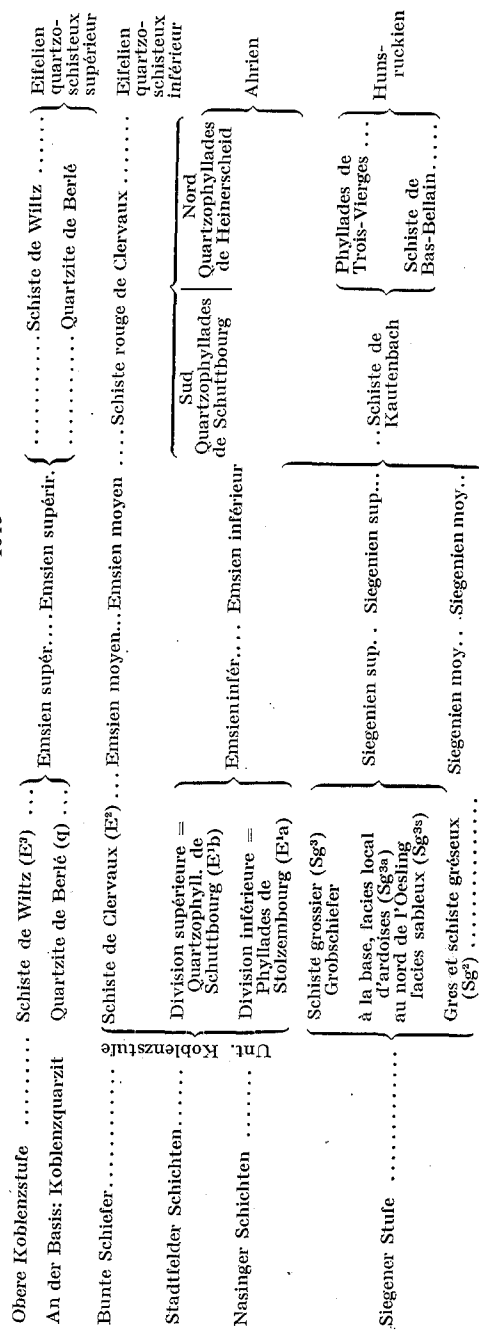 Obere Koblenzstufe ......... Schiste de Wiltz (E³) ... Emsien supér.... Emsien supérir. ........... Schiste de Wiltz ....... Eifelien
quartzo-
schisteux
supérieur
An der Basis: Koblenzquarzit Quartzite de Berlé (q) ... ........... Quartzite de Berlé
Bunte Schiefer............ Schiste de Clervaux (E²) ... Emsien moyen... Emsien moyen .... Schiste rouge de Clervaux ....... Eifelien
quartzo-
schisteux
inférieur
Unt. Koblenzstufe
Stadtfelder Schichten...... Division supérieure =
Quartzophyll. de
Schuttbourg (E¹b)
Nasinger Schichten ....... Division inférieure =
Phyllades de
Stolzembourg (E¹a)
Emsien infér.... Emsien inférieur
Sud
Quartzophyllades
de Schuttbourg
Nord
Quartzophyllades
de Heinerscheid
Ahrien
Siegener Stufe ............
Schiste grossier (Sg³)
Grobschiefer
à la base, facies local
d'ardoises (Sg3a)
au nord de l'Oesling
facies sableux (Sg3s)
Siegenien sup.. Siegenien sup...
Gres et schiste gréseux
(Sg²) ................ Siegenien moy.. Siegenien moy..
... Schiste de
Kautenbach
Phyllades de
Trois-Vierges ...
Schiste de
Bas-Bellain......
Huns-
ruckien